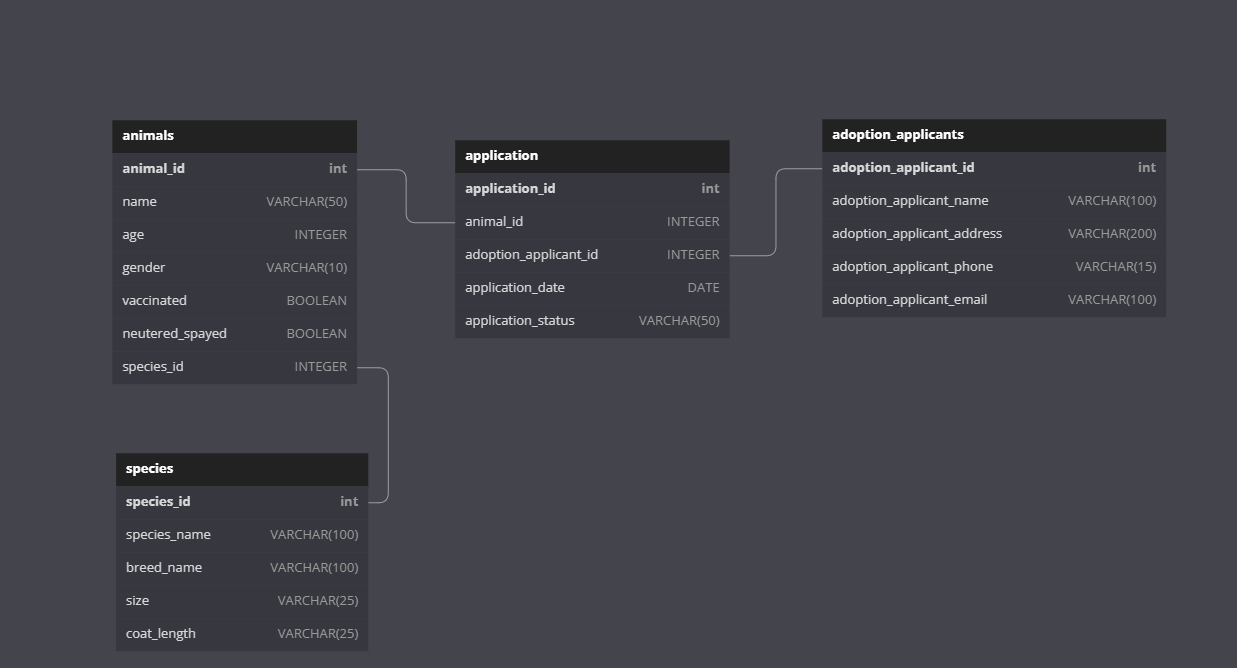 animals
animal_id int
name VARCHAR(50)
age INTEGER
gender VARCHAR(10)
vaccinated BOOLEAN
neutered_spayed BOOLEAN
species_id INTEGER
application
application_id int
animal_id INTEGER
adoption_applicant_id INTEGER
application_date DATE
application_status VARCHAR(50)
adoption_applicants
adoption_applicant_id int
adoption_applicant_name VARCHAR(100)
adoption_applicant_address VARCHAR(200)
adoption_applicant_phone VARCHAR(15)
adoption_applicant_email VARCHAR(100)
species
species_id int
species_name VARCHAR(100)
breed_name VARCHAR(100)
size VARCHAR(25)
coat_length VARCHAR(25)